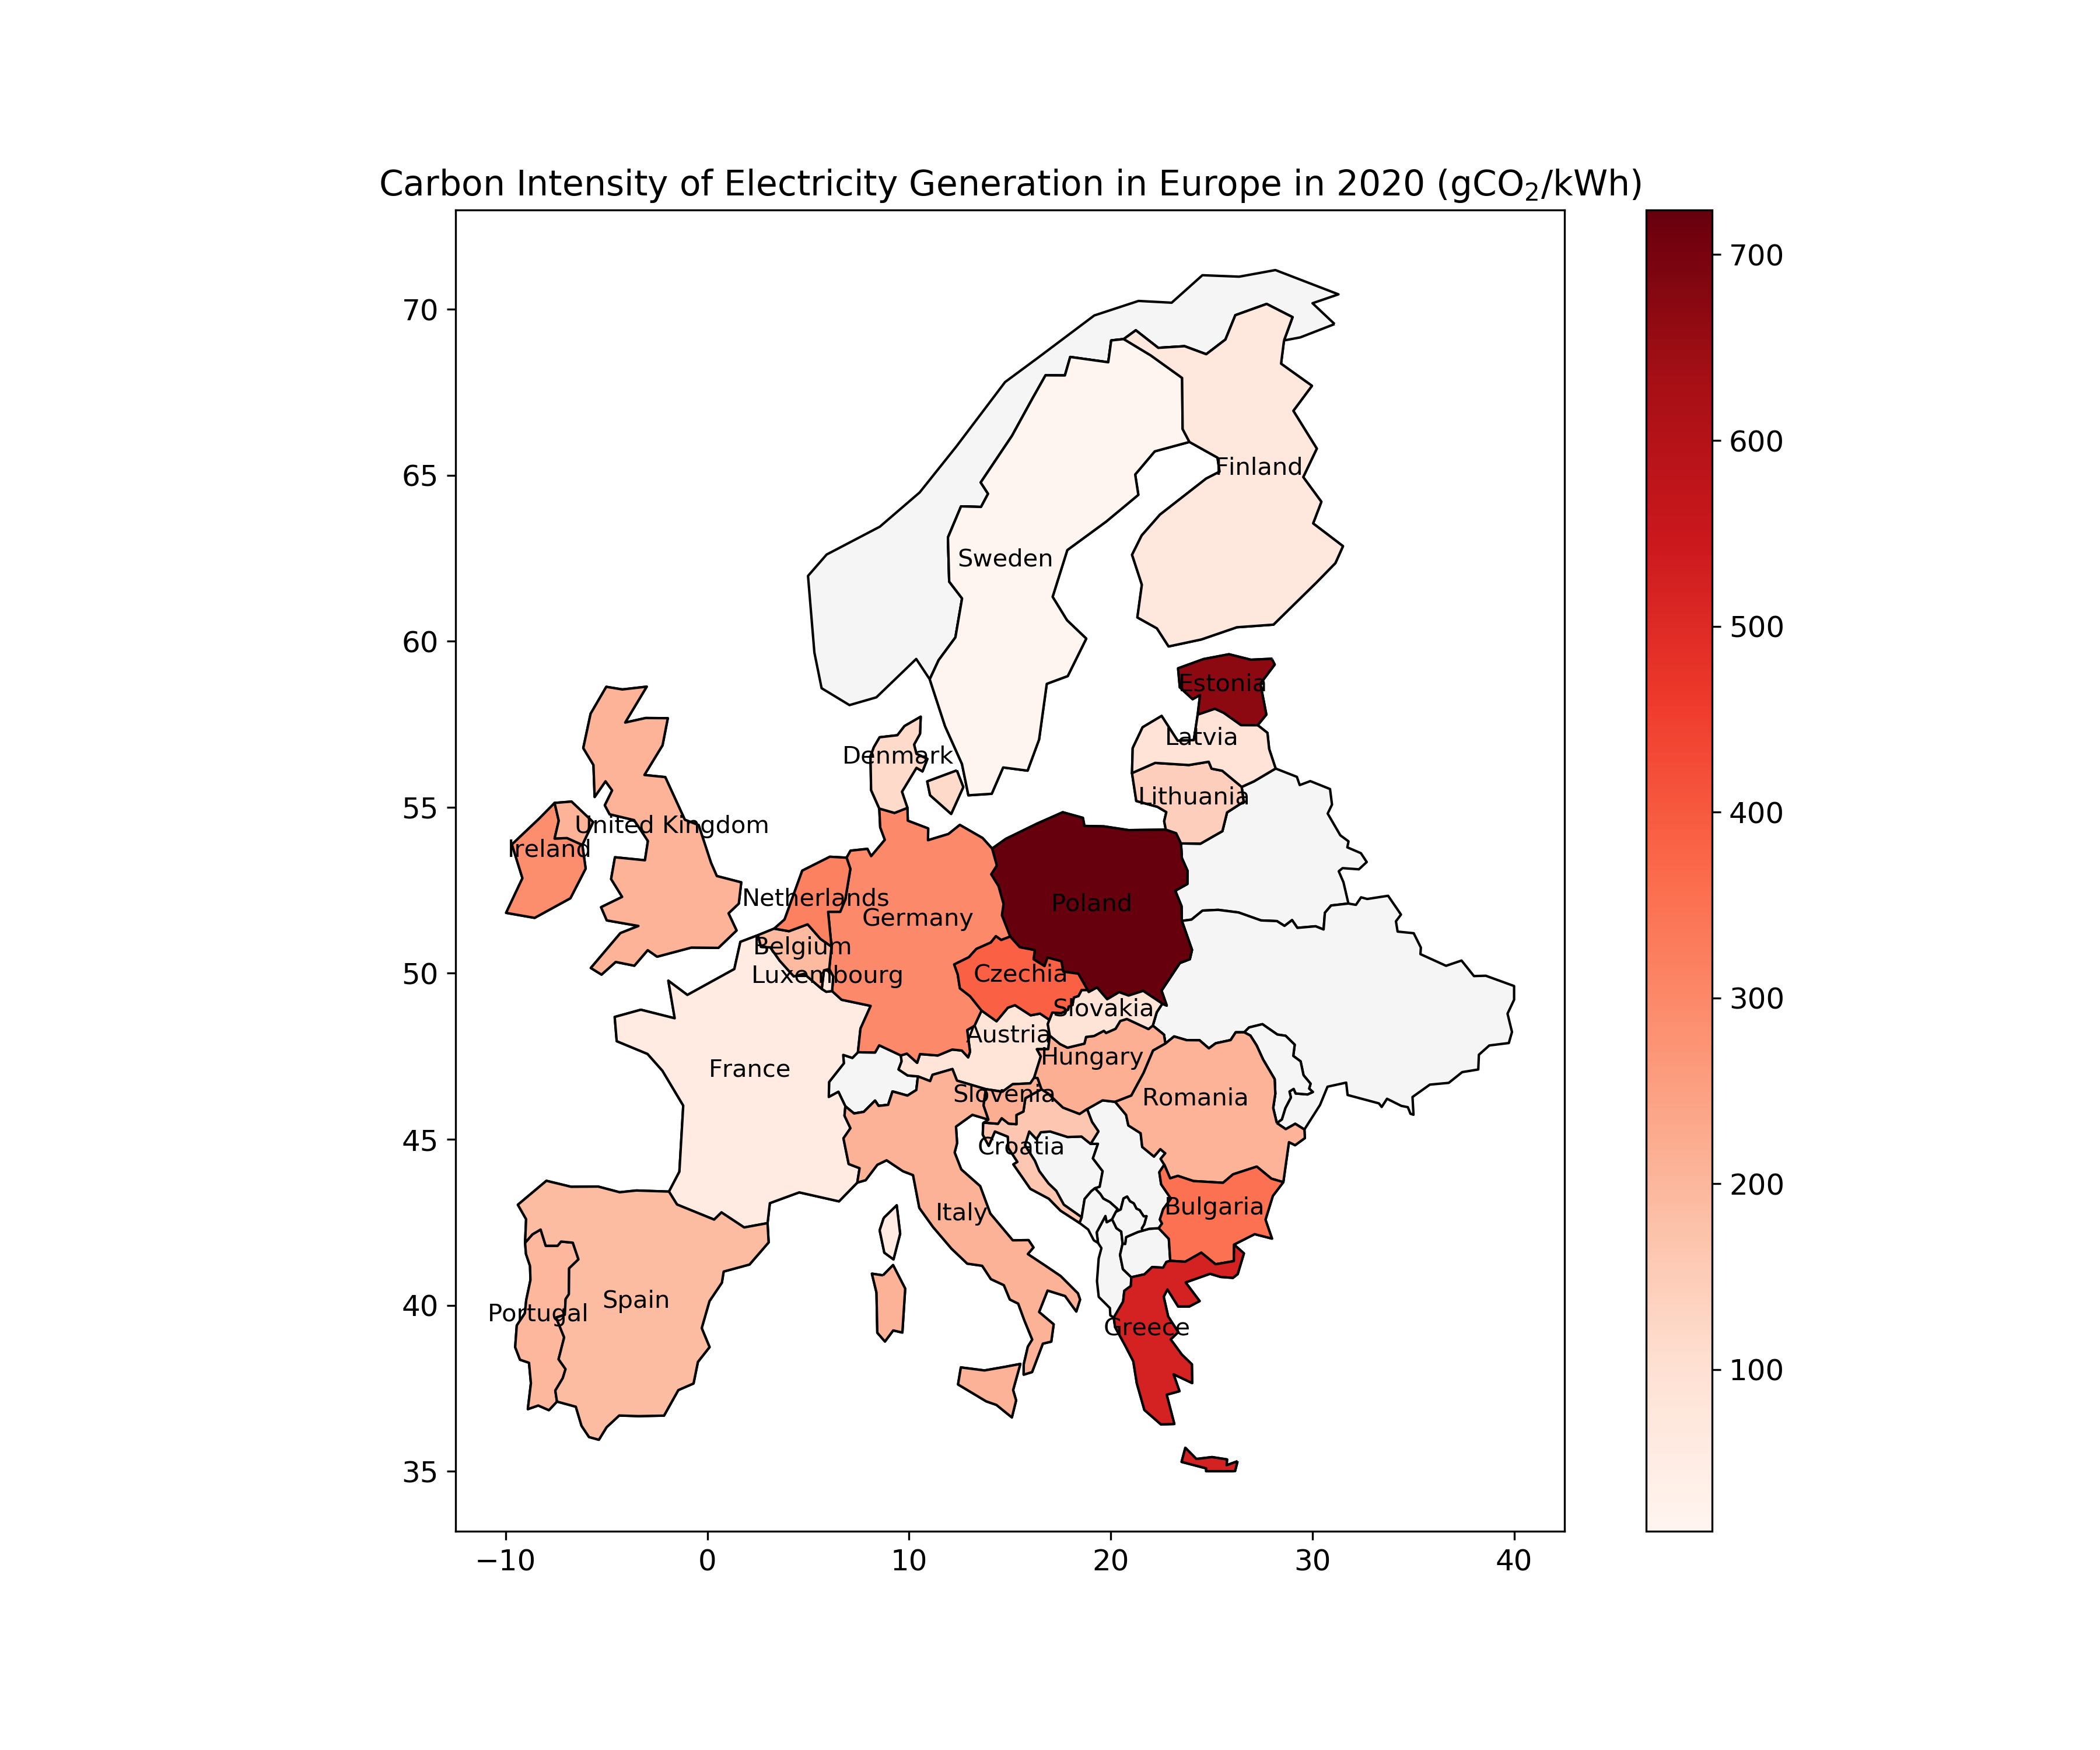 Carbon Intensity of Electricity Generation in Europe in 2020 (gCO₂/kWh)
70
65
60
55
50
45
40
35
−10
0
10
20
30
40
Finland
Sweden
Estonia
Latvia
Denmark
Lithuania
United Kingdom
Ireland
Netherlands
Poland
Germany
Belgium
Luxembourg
Czechia
Slovakia
Austria
Hungary
France
Slovenia
Romania
Croatia
Italy
Bulgaria
Portugal
Spain
Greece
700
600
500
400
300
200
100